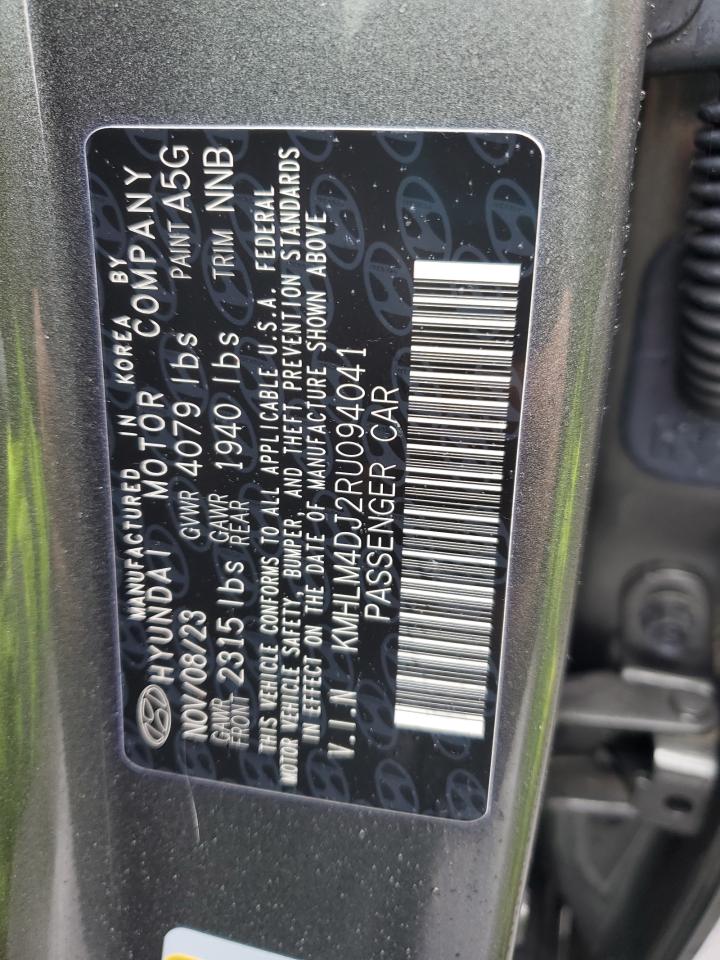 MANUFACTURED IN KOREA BY
HYUNDAI MOTOR COMPANY
NOV/08/23 GVWR 4079 lbs PAINT A5G
GAWR FRONT 2315 lbs GAWR REAR 1940 lbs TRIM NNB
THIS VEHICLE CONFORMS TO ALL APPLICABLE U.S.A. FEDERAL
MOTOR VEHICLE SAFETY, BUMPER, AND THEFT PREVENTION STANDARDS
IN EFFECT ON THE DATE OF MANUFACTURE SHOWN ABOVE
V.I.N KMHLM4DJ2RU094041
PASSENGER CAR